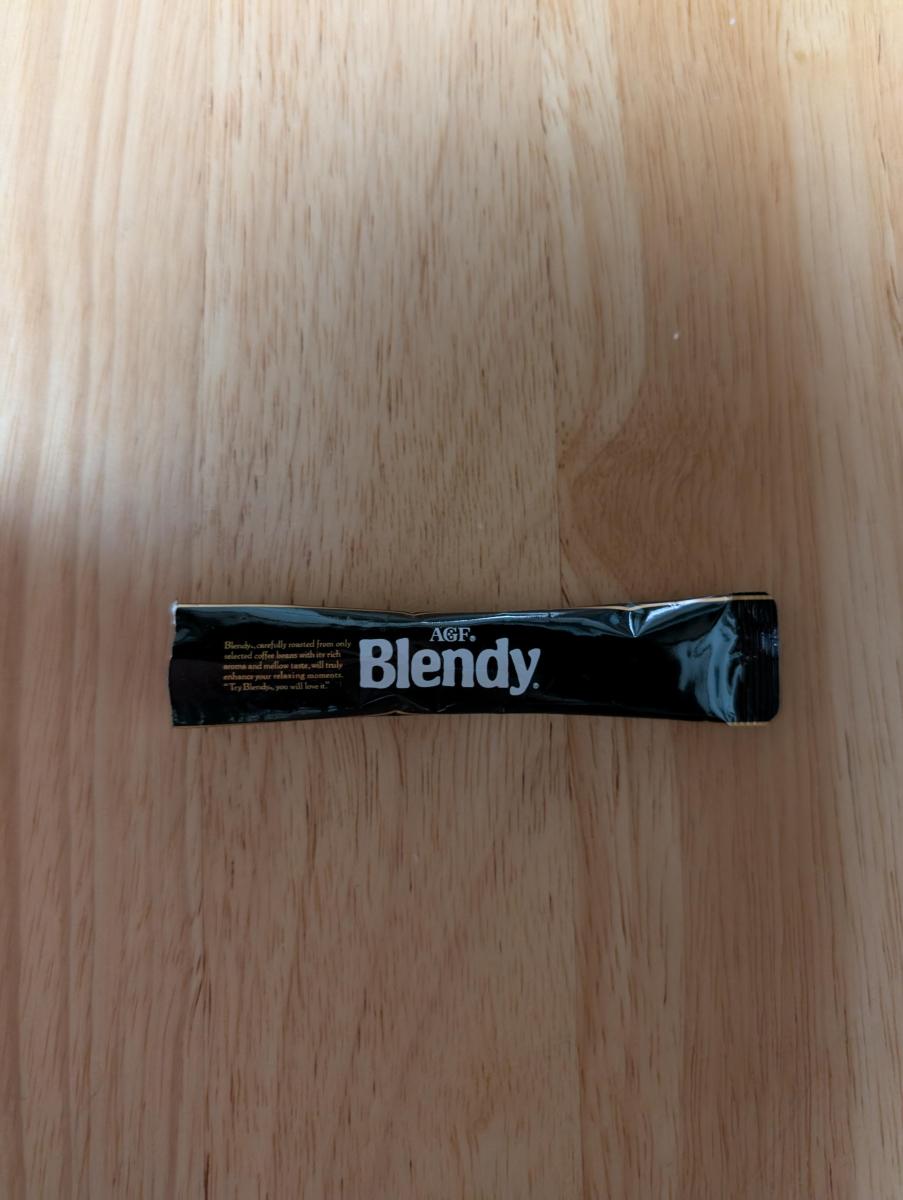 Blendy®, carefully roasted from only
selected coffee beans with its rich
aroma and mellow taste, will truly
enhance your relaxing moments.
"Try Blendy®, you will love it."
AGF®
Blendy®